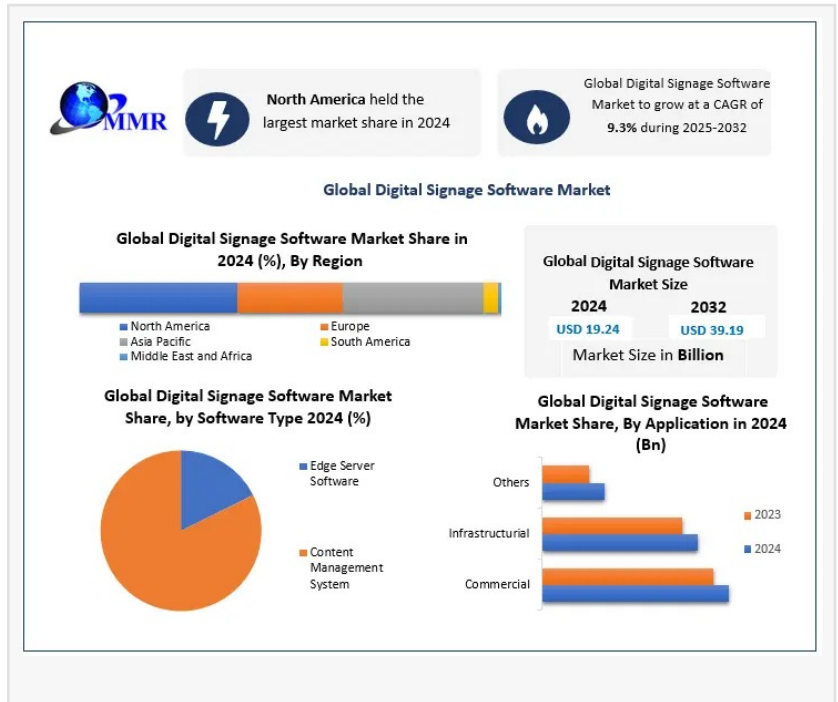 MMR
North America held the
largest market share in 2024
Global Digital Signage Software
Market to grow at a CAGR of
9.3% during 2025-2032
Global Digital Signage Software Market
Global Digital Signage Software Market Share in
2024 (%), By Region
North America
Europe
Asia Pacific
South America
Middle East and Africa
Global Digital Signage Software
Market Size
2024
2032
USD 19.24
USD 39.19
Market Size in Billion
Global Digital Signage Software Market
Share, by Software Type 2024 (%)
Edge Server
Software
Content
Management
System
Global Digital Signage Software
Market Share, By Application in 2024
(Bn)
Others
Infrastructurial
Commercial
2023
2024